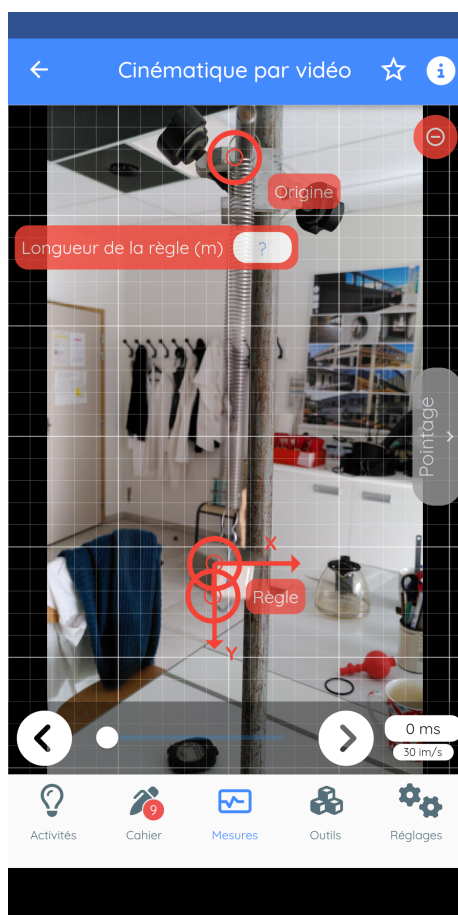 Cinématique par vidéo
Origine
Longueur de la règle (m) ?
Pointage
X
Règle
Y
0 ms
30 im/s
Activités
9
Cahier
Mesures
Outils
Réglages